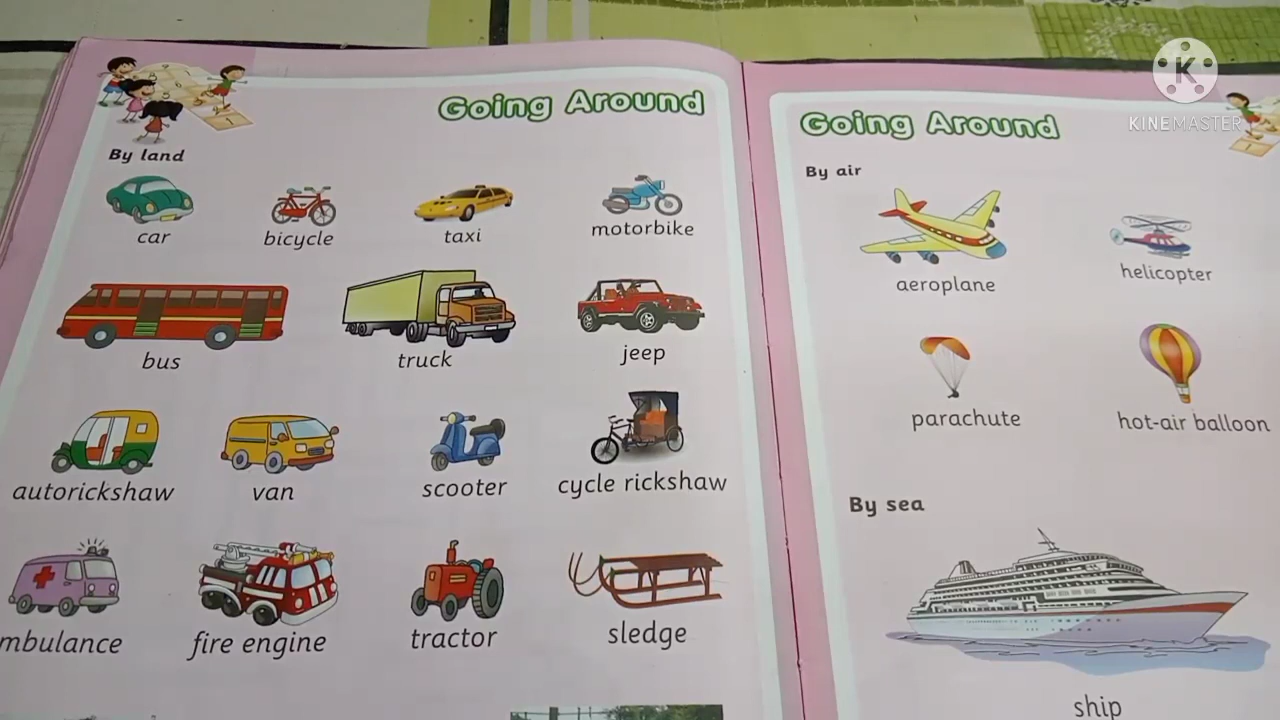 Going Around
By land
car
bicycle
taxi
motorbike
bus
truck
jeep
autorickshaw
van
scooter
cycle rickshaw
mbulance
fire engine
tractor
sledge
Going Around
By air
aeroplane
helicopter
parachute
hot-air balloon
By sea
ship
K
KINEMASTER